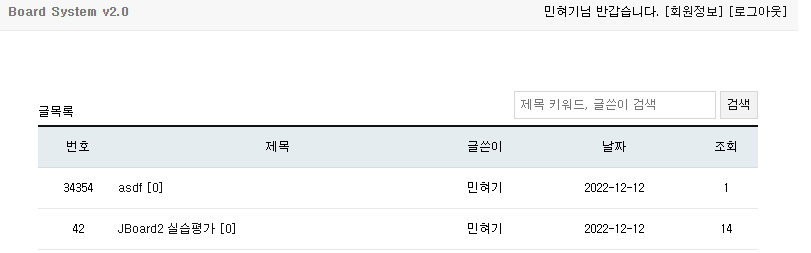 Board System v2.0 민혀기님 반갑습니다. [회원정보] [로그아웃]
글목록 제목 키워드, 글쓴이 검색 검색
번호 제목 글쓴이 날짜 조회
34354 asdf [0] 민혀기 2022-12-12 1
42 JBoard2 실습평가 [0] 민혀기 2022-12-12 14